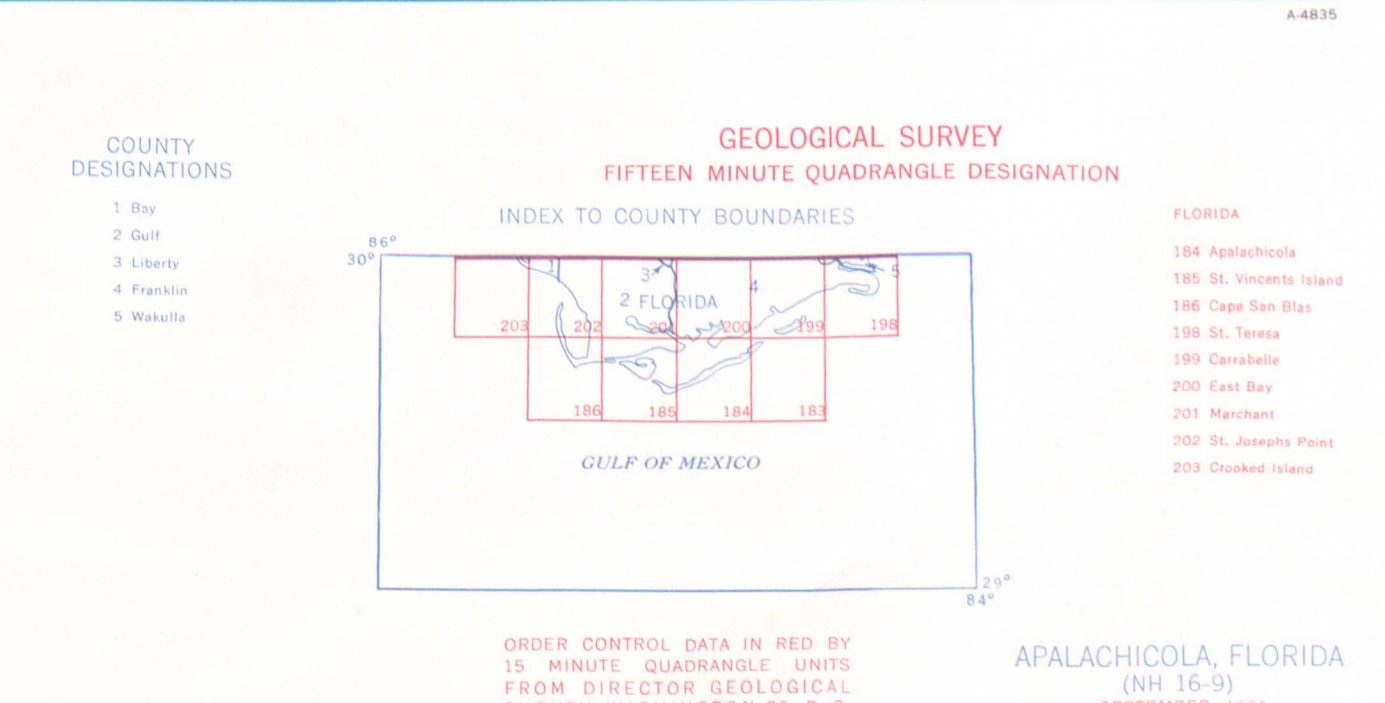 A-4835
COUNTY
DESIGNATIONS
1 Bay
2 Gulf
3 Liberty
4 Franklin
5 Wakulla
GEOLOGICAL SURVEY
FIFTEEN MINUTE QUADRANGLE DESIGNATION
INDEX TO COUNTY BOUNDARIES
86°
30°
1
3
5
4
2 FLORIDA
203 202 201 200 199 198
186 185 184 183
GULF OF MEXICO
29°
84°
FLORIDA
184 Apalachicola
185 St. Vincents Island
186 Cape San Blas
198 St. Teresa
199 Carrabelle
200 East Bay
201 Marchant
202 St. Josephs Point
203 Crooked Island
ORDER CONTROL DATA IN RED BY
15 MINUTE QUADRANGLE UNITS
FROM DIRECTOR GEOLOGICAL
APALACHICOLA, FLORIDA
(NH 16-9)